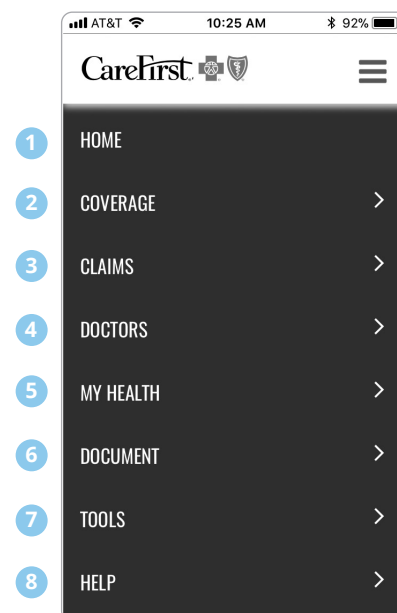 AT&T 10:25 AM 92%
CareFirst.
1 HOME
2 COVERAGE
3 CLAIMS
4 DOCTORS
5 MY HEALTH
6 DOCUMENT
7 TOOLS
8 HELP